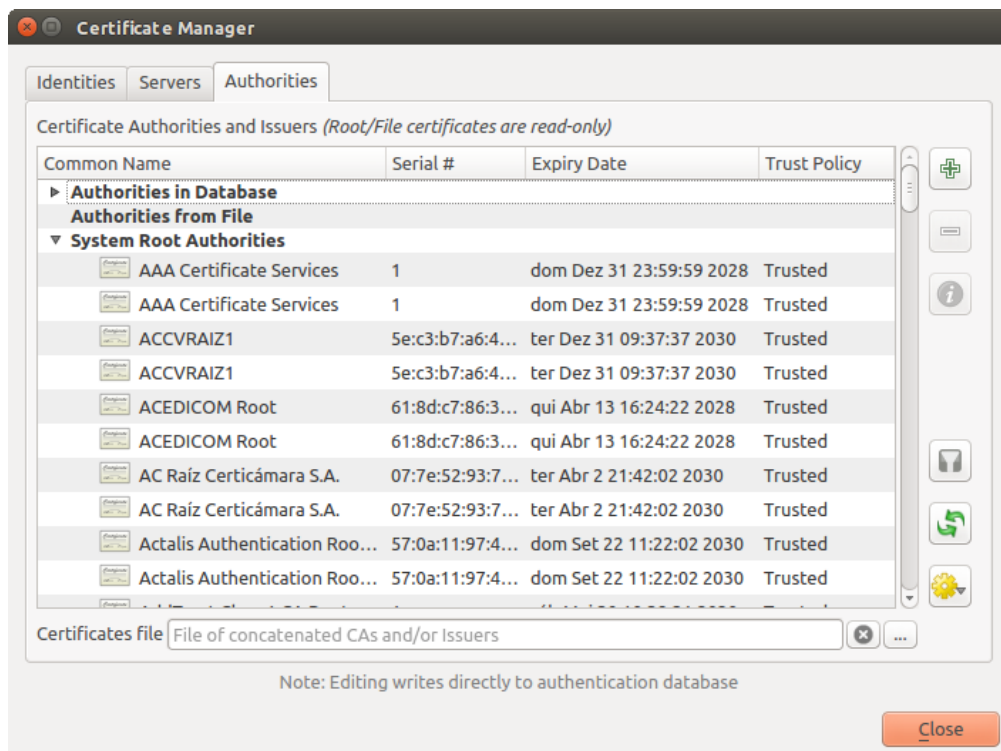 Certificate Manager
Identities Servers Authorities
Certificate Authorities and Issuers (Root/File certificates are read-only)
Common Name Serial # Expiry Date Trust Policy
Authorities in Database
Authorities from File
System Root Authorities
AAA Certificate Services 1 dom Dez 31 23:59:59 2028 Trusted
AAA Certificate Services 1 dom Dez 31 23:59:59 2028 Trusted
ACCVRAIZ1 5e:c3:b7:a6:4... ter Dez 31 09:37:37 2030 Trusted
ACCVRAIZ1 5e:c3:b7:a6:4... ter Dez 31 09:37:37 2030 Trusted
ACEDICOM Root 61:8d:c7:86:3... qui Abr 13 16:24:22 2028 Trusted
ACEDICOM Root 61:8d:c7:86:3... qui Abr 13 16:24:22 2028 Trusted
AC Raíz Certicámara S.A. 07:7e:52:93:7... ter Abr 2 21:42:02 2030 Trusted
AC Raíz Certicámara S.A. 07:7e:52:93:7... ter Abr 2 21:42:02 2030 Trusted
Actalis Authentication Roo... 57:0a:11:97:4... dom Set 22 11:22:02 2030 Trusted
Actalis Authentication Roo... 57:0a:11:97:4... dom Set 22 11:22:02 2030 Trusted
Certificates file File of concatenated CAs and/or Issuers ...
Note: Editing writes directly to authentication database
Close